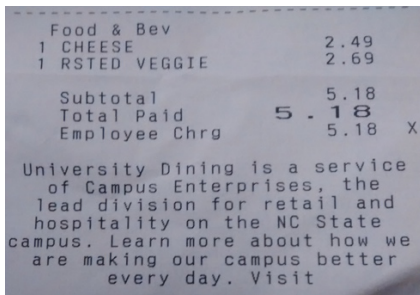 Food & Bev
1 CHEESE 2.49
1 RSTED VEGGIE 2.69
Subtotal 5.18
Total Paid 5.18
Employee Chrg 5.18 X
University Dining is a service
of Campus Enterprises, the
lead division for retail and
hospitality on the NC State
campus. Learn more about how we
are making our campus better
every day. Visit